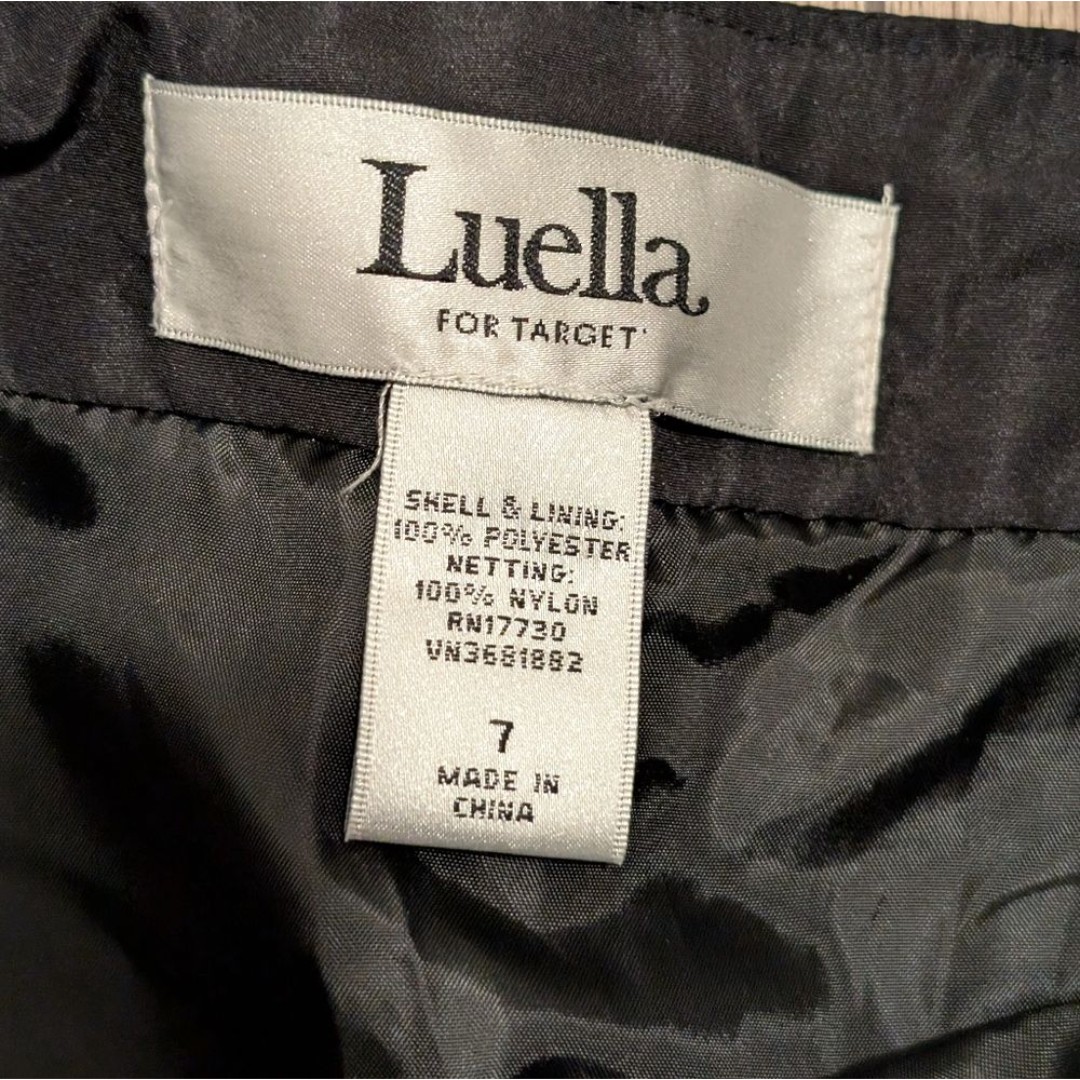 Luella
FOR TARGET
SHELL & LINING:
100% POLYESTER
NETTING:
100% NYLON
RN17730
VN3681882
7
MADE IN
CHINA